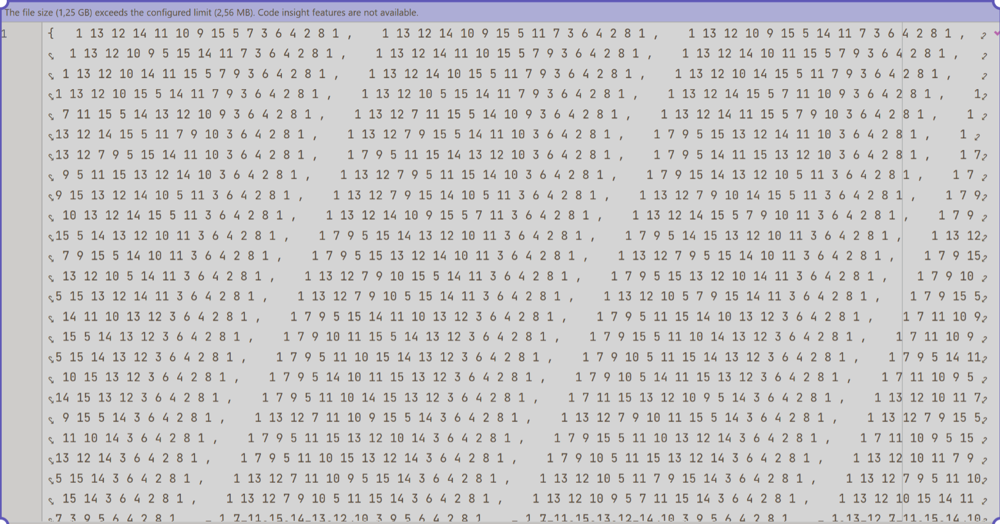 The file size (1,25 GB) exceeds the configured limit (2,56 MB). Code insight features are not available.
1 { 1 13 12 14 11 10 9 15 5 7 3 6 4 2 8 1 , 1 13 12 14 10 9 15 5 11 7 3 6 4 2 8 1 , 1 13 12 10 9 15 5 14 11 7 3 6 4 2 8 1 ,
1 13 12 10 9 5 15 14 11 7 3 6 4 2 8 1 , 1 13 12 14 11 10 15 5 7 9 3 6 4 2 8 1 , 1 13 12 14 10 11 15 5 7 9 3 6 4 2 8 1 ,
1 13 12 10 14 11 15 5 7 9 3 6 4 2 8 1 , 1 13 12 14 10 15 5 11 7 9 3 6 4 2 8 1 , 1 13 12 10 14 15 5 11 7 9 3 6 4 2 8 1 ,
1 13 12 10 15 5 14 11 7 9 3 6 4 2 8 1 , 1 13 12 10 5 15 14 11 7 9 3 6 4 2 8 1 , 1 13 12 14 15 5 7 11 10 9 3 6 4 2 8 1 , 1
7 11 15 5 14 13 12 10 9 3 6 4 2 8 1 , 1 13 12 7 11 15 5 14 10 9 3 6 4 2 8 1 , 1 13 12 14 11 15 5 7 9 10 3 6 4 2 8 1 , 1
13 12 14 15 5 11 7 9 10 3 6 4 2 8 1 , 1 13 12 7 9 15 5 14 11 10 3 6 4 2 8 1 , 1 7 9 5 15 13 12 14 11 10 3 6 4 2 8 1 , 1
13 12 7 9 5 15 14 11 10 3 6 4 2 8 1 , 1 7 9 5 11 15 14 13 12 10 3 6 4 2 8 1 , 1 7 9 5 14 11 15 13 12 10 3 6 4 2 8 1 , 1 7
9 5 11 15 13 12 14 10 3 6 4 2 8 1 , 1 13 12 7 9 5 11 15 14 10 3 6 4 2 8 1 , 1 7 9 15 14 13 12 10 5 11 3 6 4 2 8 1 , 1 7
9 15 13 12 14 10 5 11 3 6 4 2 8 1 , 1 13 12 7 9 15 14 10 5 11 3 6 4 2 8 1 , 1 13 12 7 9 10 14 15 5 11 3 6 4 2 8 1 , 1 7 9
10 13 12 14 15 5 11 3 6 4 2 8 1 , 1 13 12 14 10 9 15 5 7 11 3 6 4 2 8 1 , 1 13 12 14 15 5 7 9 10 11 3 6 4 2 8 1 , 1 7 9
15 5 14 13 12 10 11 3 6 4 2 8 1 , 1 7 9 5 15 14 13 12 10 11 3 6 4 2 8 1 , 1 7 9 5 14 15 13 12 10 11 3 6 4 2 8 1 , 1 13 12
7 9 15 5 14 10 11 3 6 4 2 8 1 , 1 7 9 5 15 13 12 14 10 11 3 6 4 2 8 1 , 1 13 12 7 9 5 15 14 10 11 3 6 4 2 8 1 , 1 7 9 15
13 12 10 5 14 11 3 6 4 2 8 1 , 1 13 12 7 9 10 15 5 14 11 3 6 4 2 8 1 , 1 7 9 5 15 13 12 10 14 11 3 6 4 2 8 1 , 1 7 9 10
5 15 13 12 14 11 3 6 4 2 8 1 , 1 13 12 7 9 10 5 15 14 11 3 6 4 2 8 1 , 1 13 12 10 5 7 9 15 14 11 3 6 4 2 8 1 , 1 7 9 15 5
14 11 10 13 12 3 6 4 2 8 1 , 1 7 9 5 15 14 11 10 13 12 3 6 4 2 8 1 , 1 7 9 5 11 15 14 10 13 12 3 6 4 2 8 1 , 1 7 11 10 9
15 5 14 13 12 3 6 4 2 8 1 , 1 7 9 10 11 15 5 14 13 12 3 6 4 2 8 1 , 1 7 9 15 5 11 10 14 13 12 3 6 4 2 8 1 , 1 7 11 10 9
5 15 14 13 12 3 6 4 2 8 1 , 1 7 9 5 11 10 15 14 13 12 3 6 4 2 8 1 , 1 7 9 10 5 11 15 14 13 12 3 6 4 2 8 1 , 1 7 9 5 14 11
10 15 13 12 3 6 4 2 8 1 , 1 7 9 5 14 10 11 15 13 12 3 6 4 2 8 1 , 1 7 9 10 5 14 11 15 13 12 3 6 4 2 8 1 , 1 7 11 10 9 5
14 15 13 12 3 6 4 2 8 1 , 1 7 9 5 11 10 14 15 13 12 3 6 4 2 8 1 , 1 7 11 15 13 12 10 9 5 14 3 6 4 2 8 1 , 1 13 12 10 11 7
9 15 5 14 3 6 4 2 8 1 , 1 13 12 7 11 10 9 15 5 14 3 6 4 2 8 1 , 1 13 12 7 9 10 11 15 5 14 3 6 4 2 8 1 , 1 13 12 7 9 15 5
11 10 14 3 6 4 2 8 1 , 1 7 9 5 11 15 13 12 10 14 3 6 4 2 8 1 , 1 7 9 15 5 11 10 13 12 14 3 6 4 2 8 1 , 1 7 11 10 9 5 15
13 12 14 3 6 4 2 8 1 , 1 7 9 5 11 10 15 13 12 14 3 6 4 2 8 1 , 1 7 9 10 5 11 15 13 12 14 3 6 4 2 8 1 , 1 13 12 10 11 7 9
5 15 14 3 6 4 2 8 1 , 1 13 12 7 11 10 9 5 15 14 3 6 4 2 8 1 , 1 13 12 10 5 11 7 9 15 14 3 6 4 2 8 1 , 1 13 12 7 9 5 11 10
15 14 3 6 4 2 8 1 , 1 13 12 7 9 10 5 11 15 14 3 6 4 2 8 1 , 1 13 12 10 9 5 7 11 15 14 3 6 4 2 8 1 , 1 13 12 10 15 14 11
7 3 9 5 6 4 2 8 1 1 7 11 15 14 13 12 10 3 9 5 6 4 2 8 1 1 7 11 15 13 12 14 10 3 9 5 6 4 2 8 1 1 13 12 7 11 15 14 10